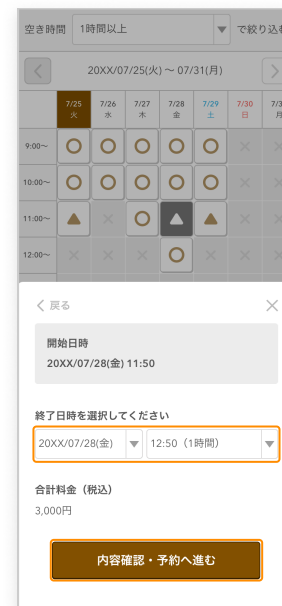 空き時間 1時間以上 ▼ で絞り込
< 20XX/07/25(火) ~ 07/31(月) >
7/25 7/26 7/27 7/28 7/29 7/30 7/3
火 水 木 金 土 日 月
9:00~ ○ ○ ○ ○ ○ × ×
10:00~ ○ ○ ○ ○ ○ × ×
11:00~ ▲ × ○ ▲ ▲ × ×
12:00~ × × × ○ × × ×
< 戻る ×
開始日時
20XX/07/28(金) 11:50
終了日時を選択してください
20XX/07/28(金) ▼ 12:50(1時間) ▼
合計料金(税込)
3,000円
内容確認・予約へ進む